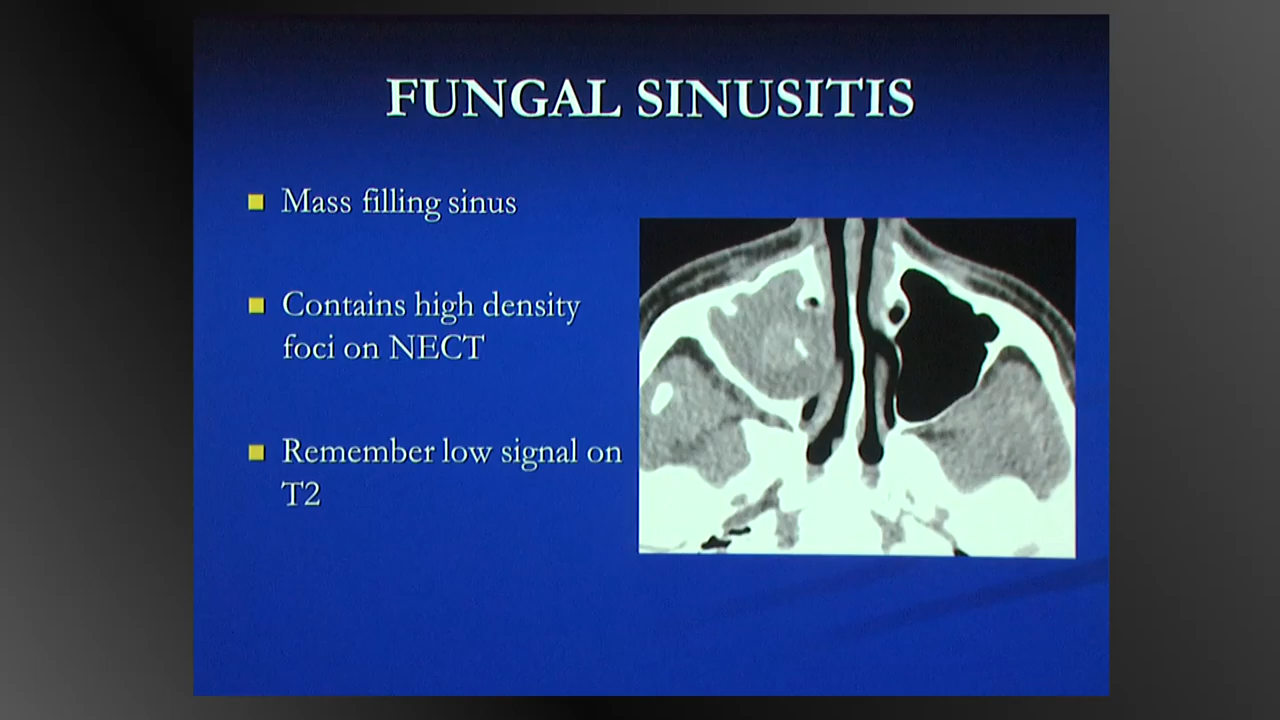 FUNGAL SINUSITIS
Mass filling sinus
Contains high density
foci on NECT
Remember low signal on
T2